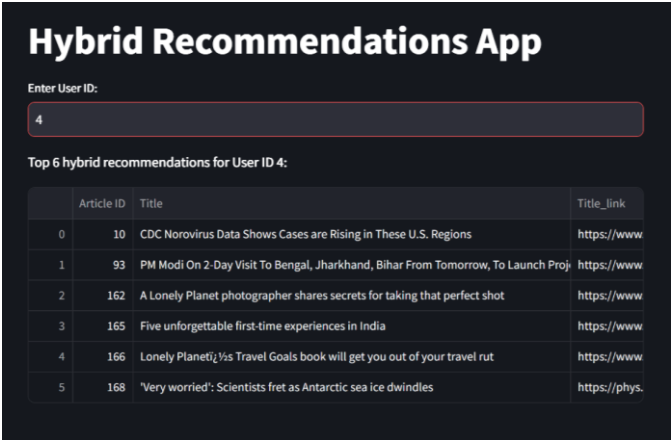 Hybrid Recommendations App
Enter User ID:
4
Top 6 hybrid recommendations for User ID 4:
Article ID Title Title_link
0 10 CDC Norovirus Data Shows Cases are Rising in These U.S. Regions https://www
1 93 PM Modi On 2-Day Visit To Bengal, Jharkhand, Bihar From Tomorrow, To Launch Proj https://www
2 162 A Lonely Planet photographer shares secrets for taking that perfect shot https://www
3 165 Five unforgettable first-time experiences in India https://www
4 166 Lonely Planetï¿½s Travel Goals book will get you out of your travel rut https://www
5 168 'Very worried': Scientists fret as Antarctic sea ice dwindles https://phys.